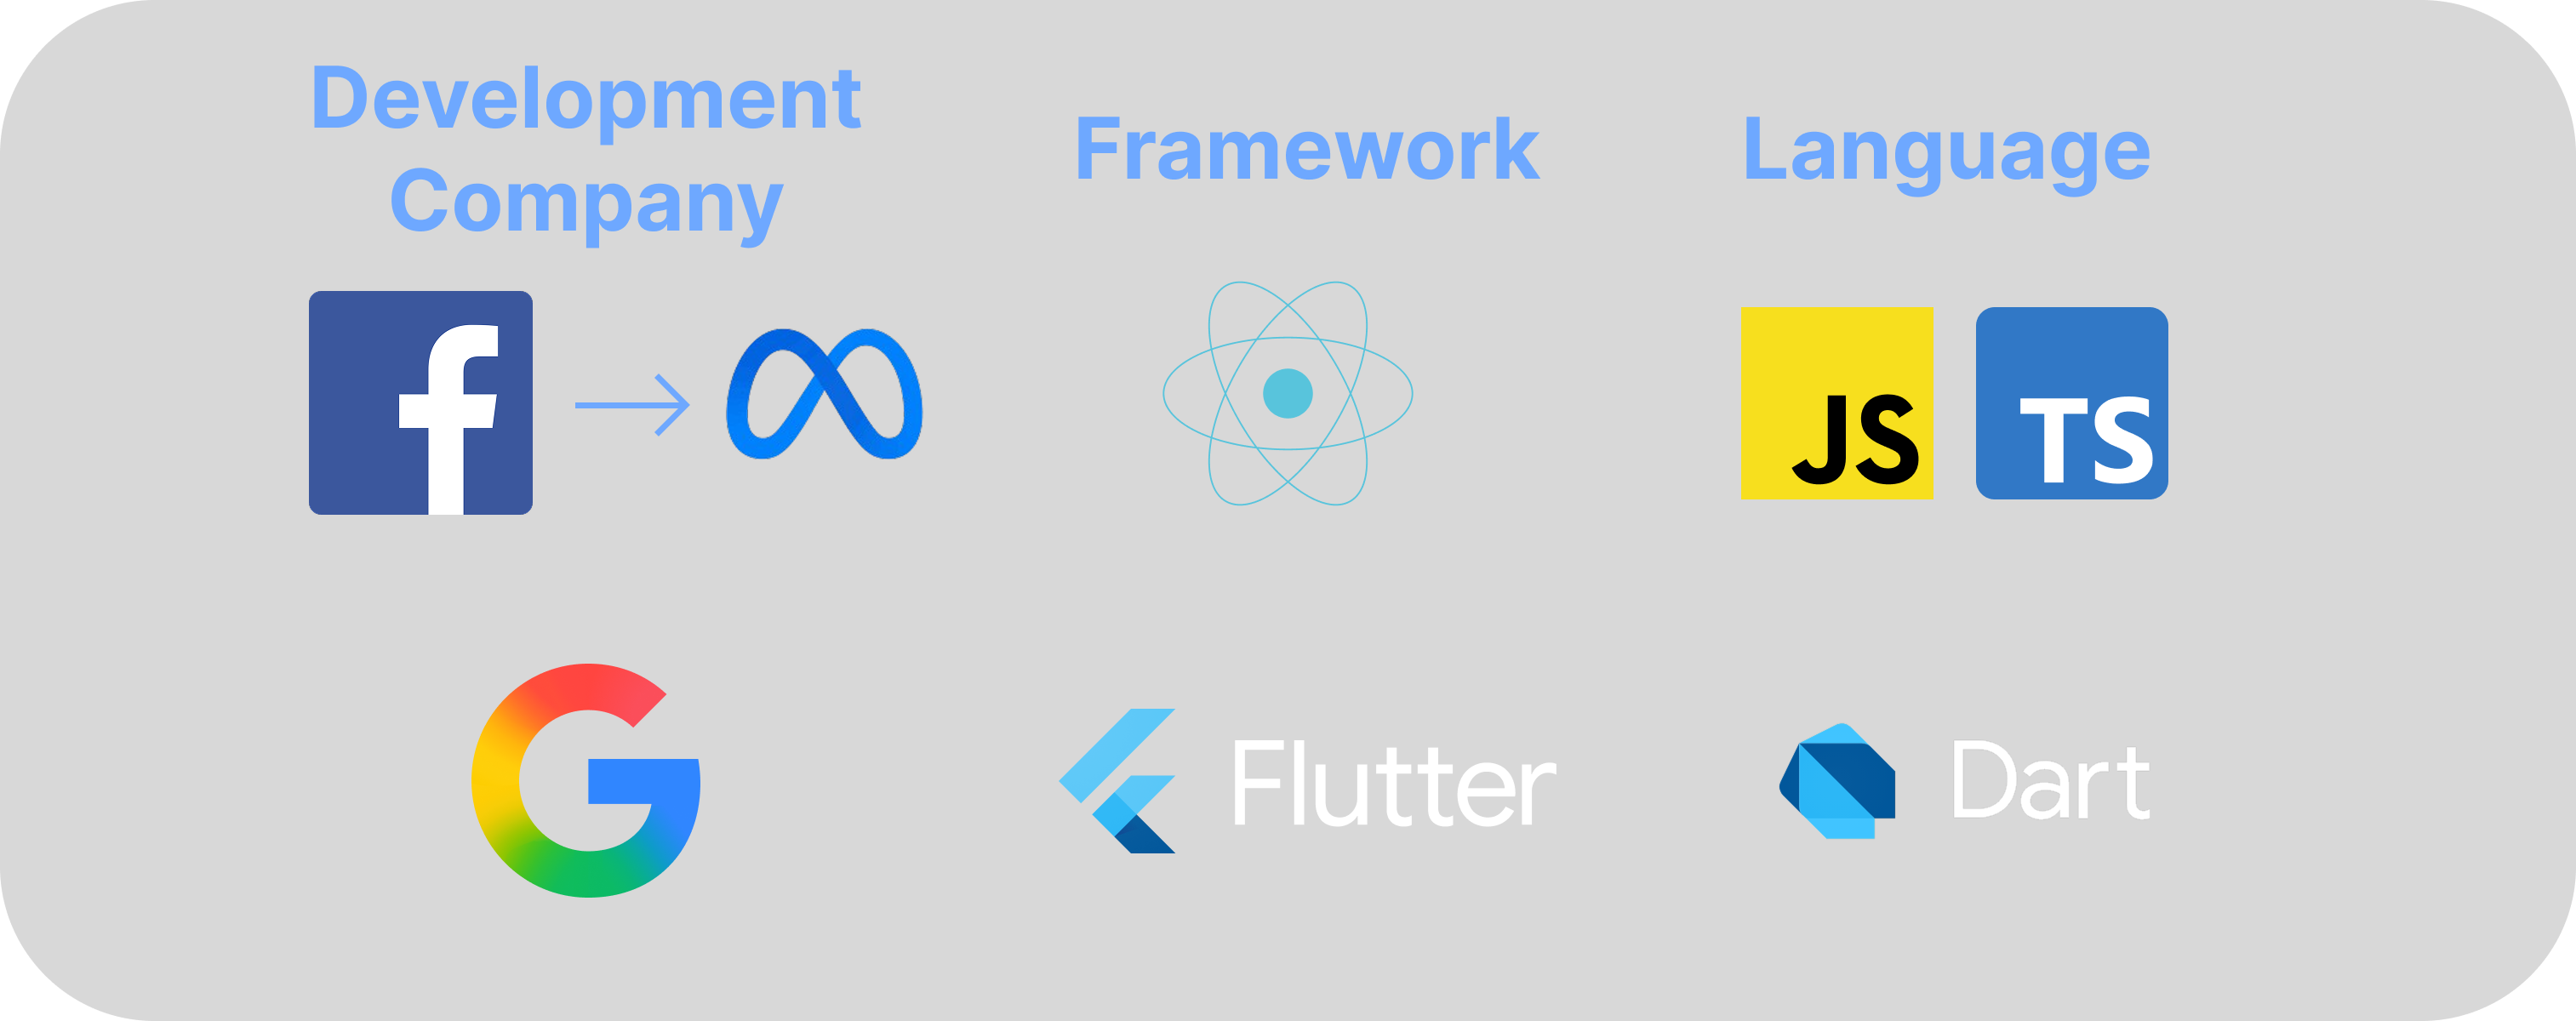 Development
Company
Framework
Language
f
JS
TS
G
Flutter
Dart